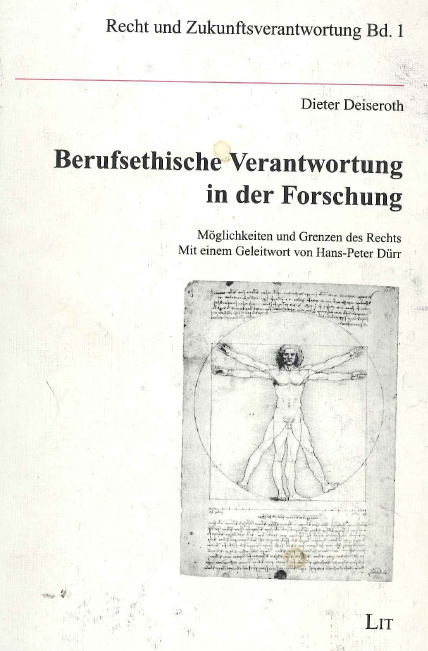 Recht und Zukunftsverantwortung Bd. 1
Dieter Deiseroth
Berufsethische Verantwortung
in der Forschung
Möglichkeiten und Grenzen des Rechts
Mit einem Geleitwort von Hans-Peter Dürr
LIT